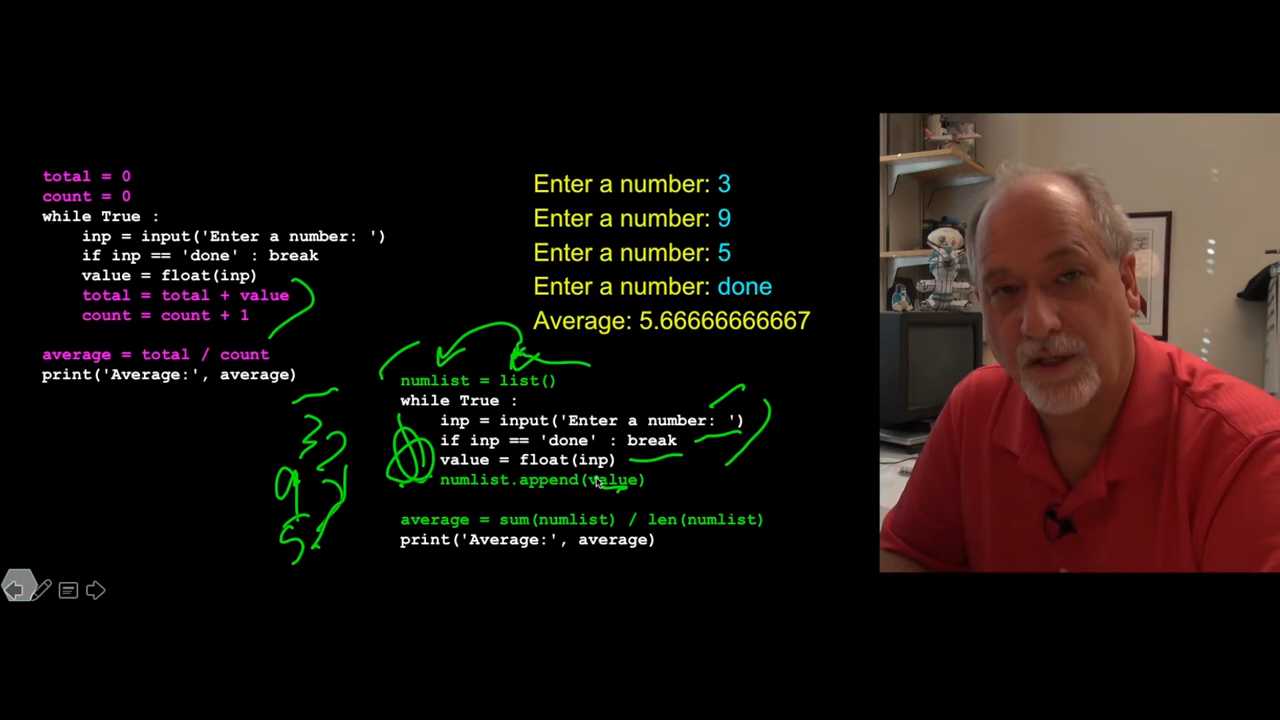 total = 0
count = 0
while True :
    inp = input('Enter a number: ')
    if inp == 'done' : break
    value = float(inp)
    total = total + value
    count = count + 1
average = total / count
print('Average:', average)
Enter a number: 3
Enter a number: 9
Enter a number: 5
Enter a number: done
Average: 5.66666666667
numlist = list()
while True :
    inp = input('Enter a number: ')
    if inp == 'done' : break
    value = float(inp)
    numlist.append(value)
average = sum(numlist) / len(numlist)
print('Average:', average)
3
9
5